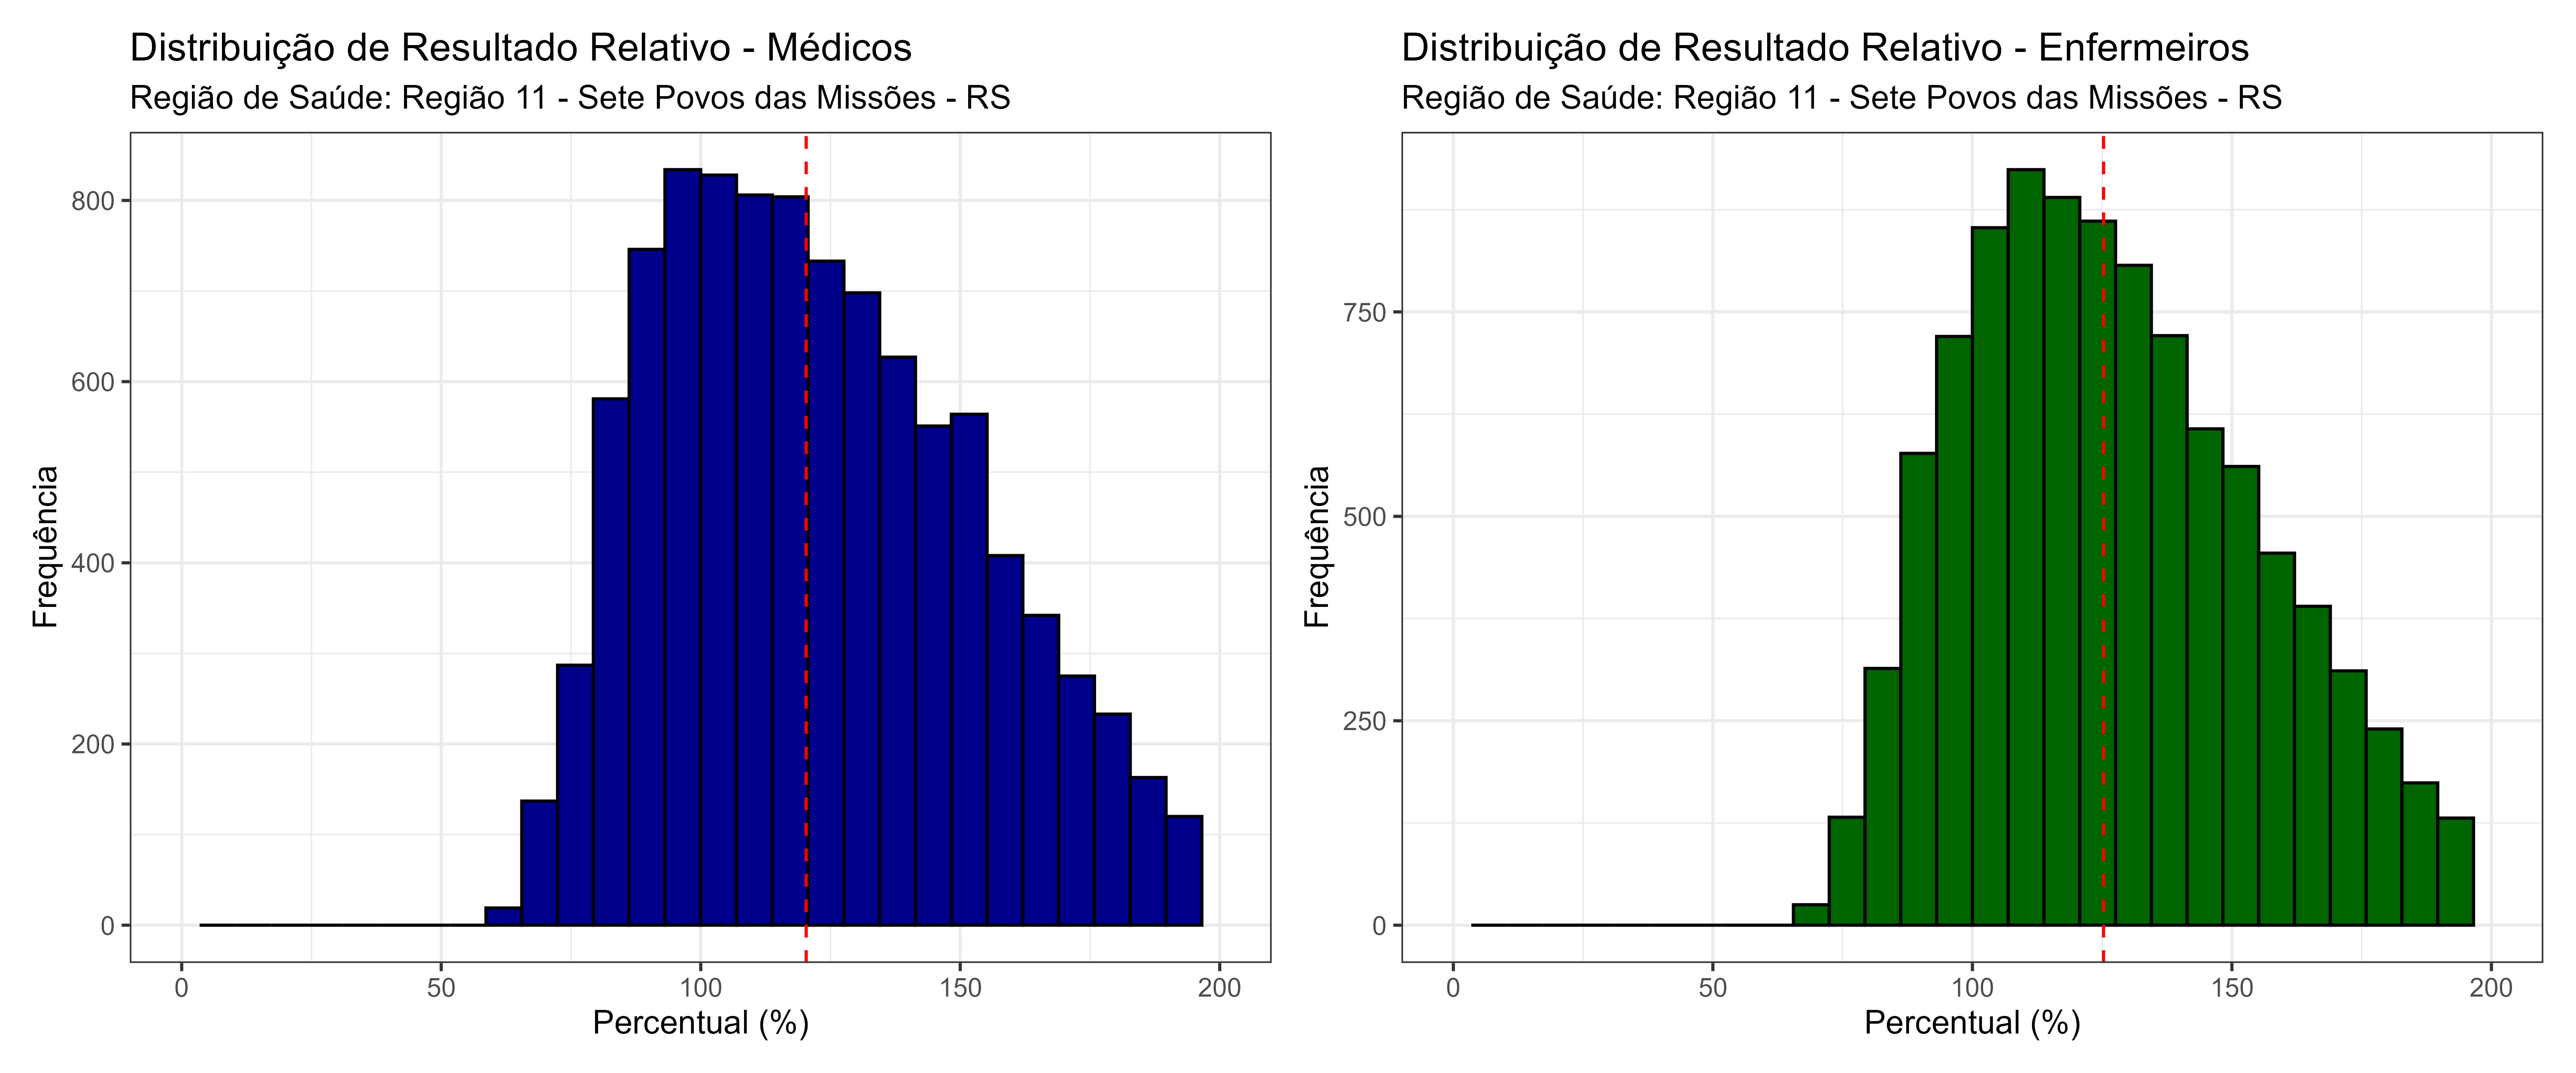 Distribuição de Resultado Relativo - Médicos
Região de Saúde: Região 11 - Sete Povos das Missões - RS
Frequência
800
600
400
200
0
0 50 100 150 200
Percentual (%)
Distribuição de Resultado Relativo - Enfermeiros
Região de Saúde: Região 11 - Sete Povos das Missões - RS
Frequência
750
500
250
0
0 50 100 150 200
Percentual (%)